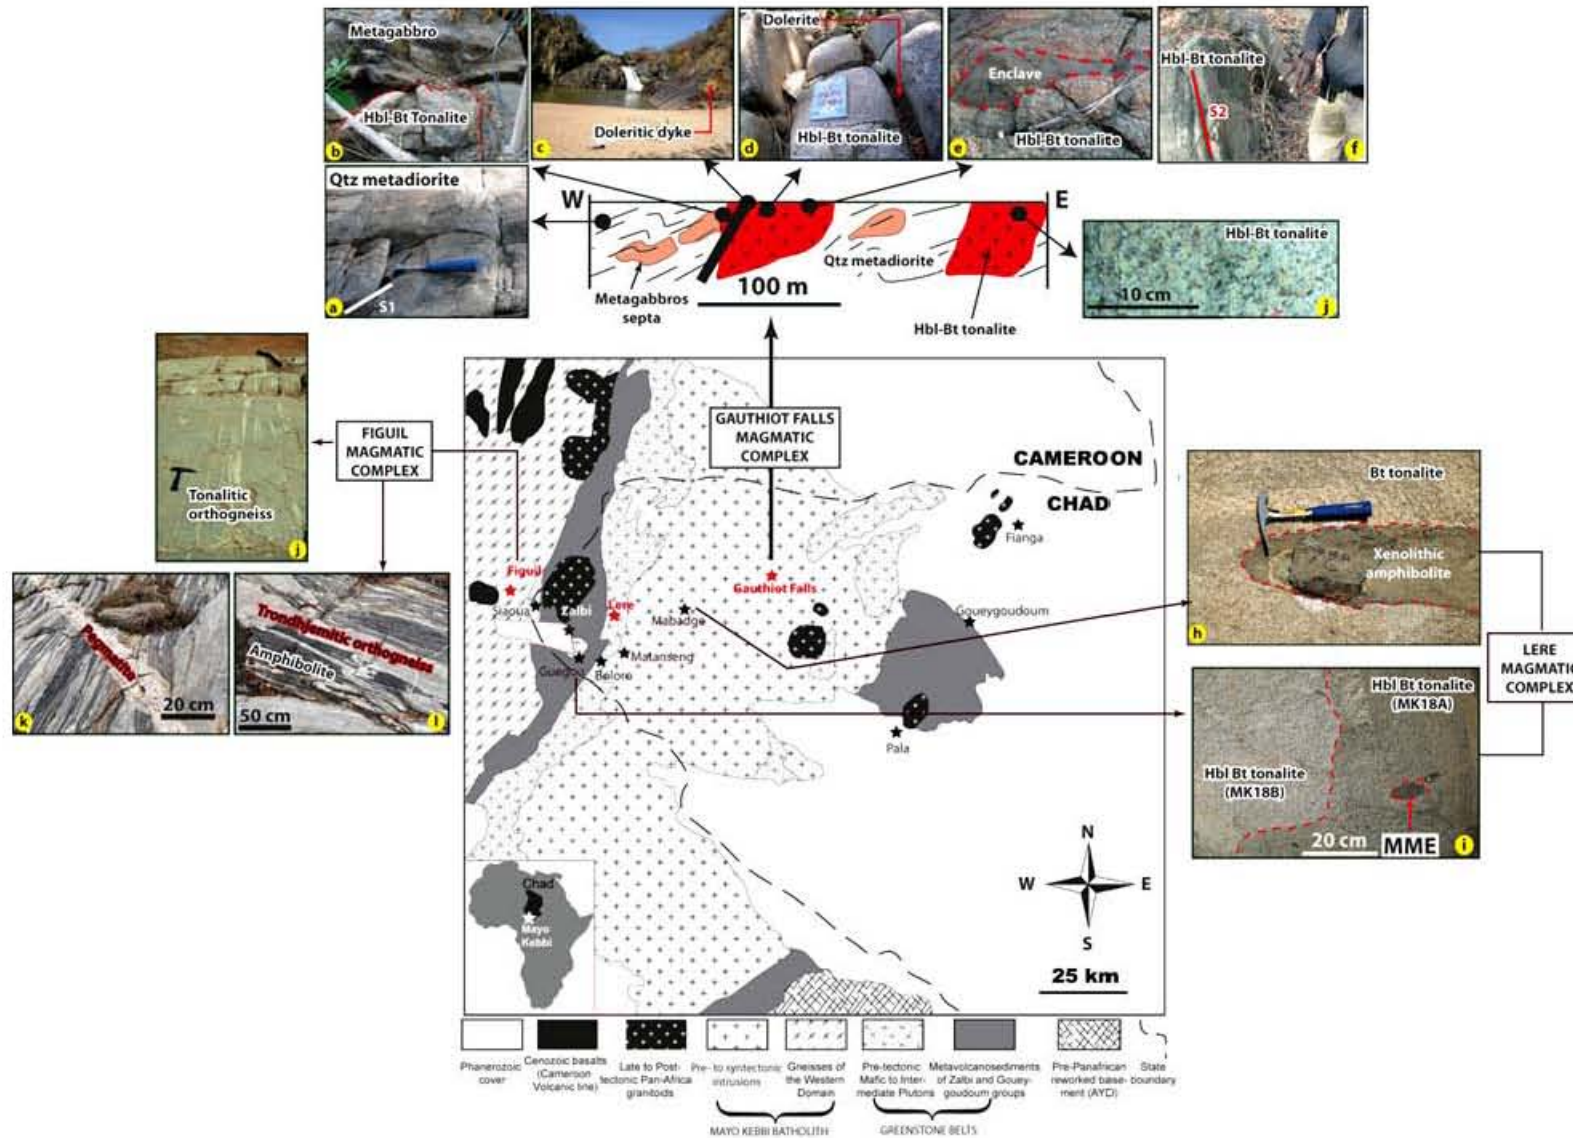 Metagabbro
Hbl-Bt Tonalite
b
Doleritic dyke
c
Dolerite
Hbl-Bt tonalite
d
Enclave
Hbl-Bt tonalite
e
Hbl-Bt tonalite
S2
f
Qtz metadiorite
S1
a
W
E
Qtz metadiorite
Metagabbros
septa
100 m
Hbl-Bt tonalite
Hbl-Bt tonalite
10 cm
j
Tonalitic
orthogneiss
j
FIGUIL
MAGMATIC
COMPLEX
GAUTHIOT FALLS
MAGMATIC
COMPLEX
CAMEROON
CHAD
Fianga
Figuil
Gauthiot Falls
Siaoua
Zalbi
Lere
Mabadge
Goueygoudoum
Matanseng
Belore
Pala
Pegmatite
20 cm
k
Trondhjemitic orthogneiss
Amphibolite
50 cm
l
Bt tonalite
Xenolithic
amphibolite
h
LERE
MAGMATIC
COMPLEX
Hbl Bt tonalite
(MK18A)
Hbl Bt tonalite
(MK18B)
20 cm
MME
i
Chad
Mayo
Kebbi
N
W
E
S
25 km
Phanerozoic
cover
Cenozoic basalts
(Cameroon
Volcanic line)
Late to Post-
tectonic Pan-Africa
granitoids
Pre- to syntectonic
intrusions
Gneisses of
the Western
Domain
Pre-tectonic
Mafic to Inter-
mediate Plutons
Metavolcanosediments
of Zalbi and Gouey-
goudoum groups
Pre-Panafrican
reworked base-
ment (AYD)
State
boundary
MAYO KEBBI BATHOLITH
GREENSTONE BELTS